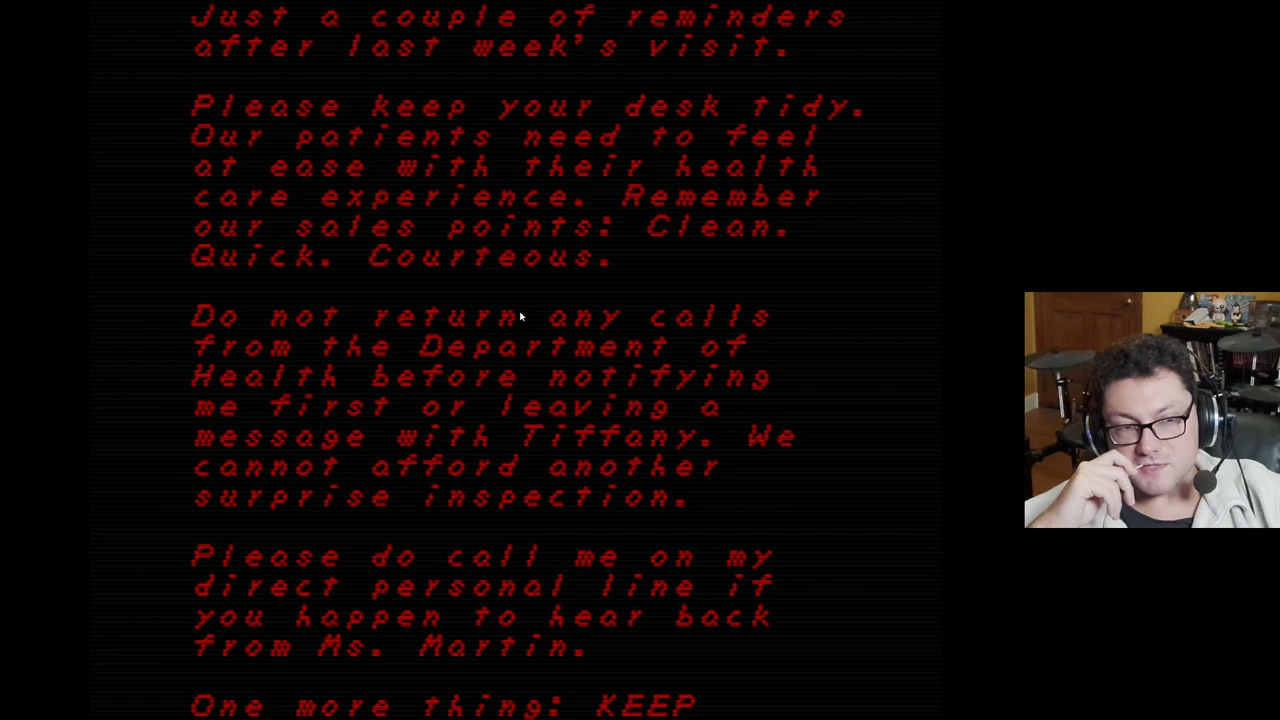 Just a couple of reminders
after last week's visit.
Please keep your desk tidy.
Our patients need to feel
at ease with their health
care experience. Remember
our sales points: Clean.
Quick. Courteous.
Do not return any calls
from the Department of
Health before notifying
me first or leaving a
message with Tiffany. We
cannot afford another
surprise inspection.
Please do call me on my
direct personal line if
you happen to hear back
from Ms. Martin.
One more thing: KEEP